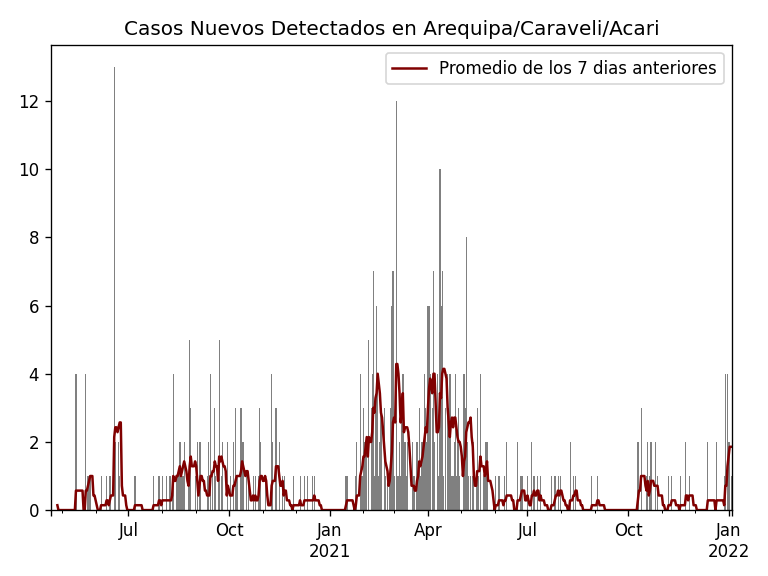 Casos Nuevos Detectados en Arequipa/Caraveli/Acari
Promedio de los 7 dias anteriores
12
10
8
6
4
2
0
Jul Oct Jan Apr Jul Oct Jan
2021 2022